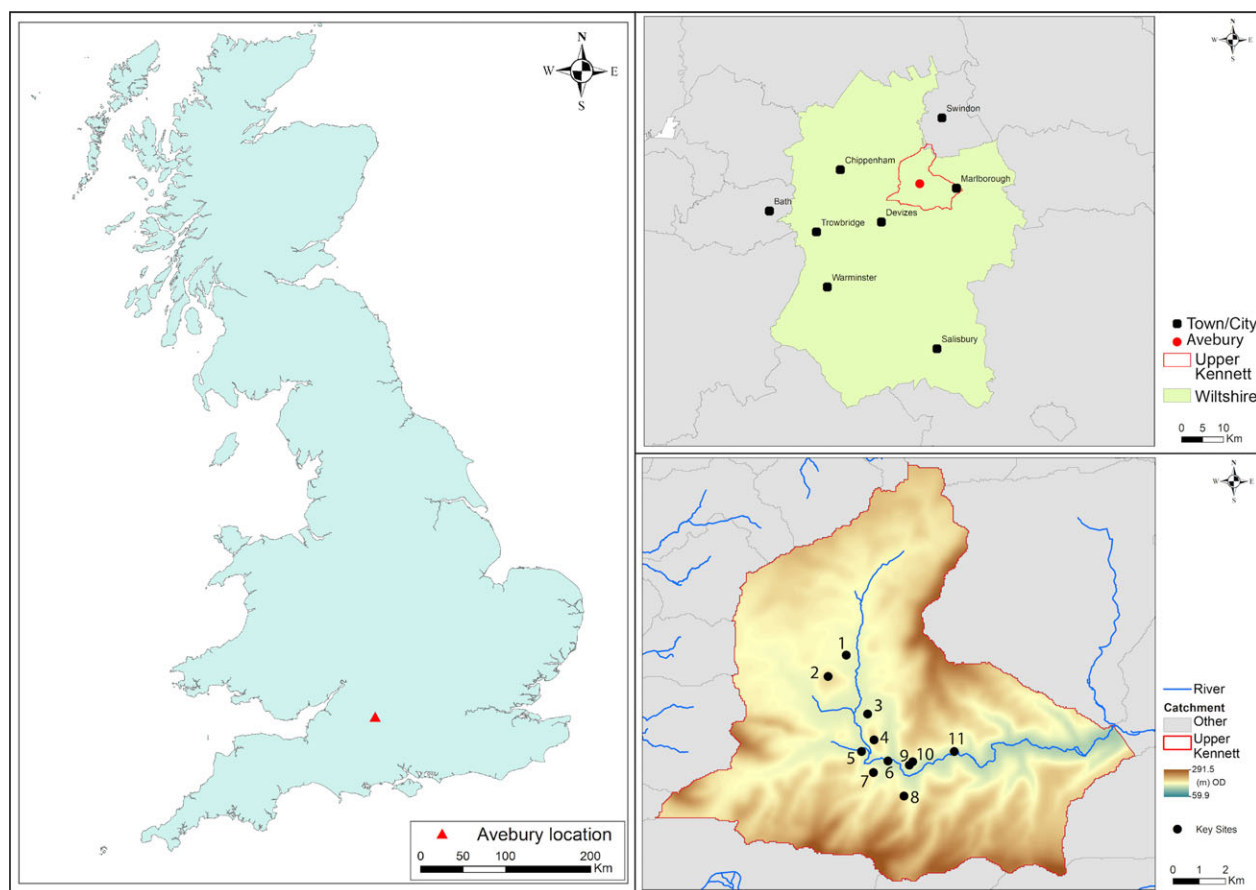 N
W E
S
Avebury location
0 50 100 200
Km
Swindon
Chippenham
Marlborough
Bath
Devizes
Trowbridge
Warminster
Salisbury
Town/City
Avebury
Upper
Kennett
Wiltshire
0 5 10
Km
N
W E
S
1
2
3
4
5
6
7
8
9
10
11
River
Catchment
Other
Upper
Kennett
291.5
(m) OD
59.9
Key Sites
0 1 2
Km